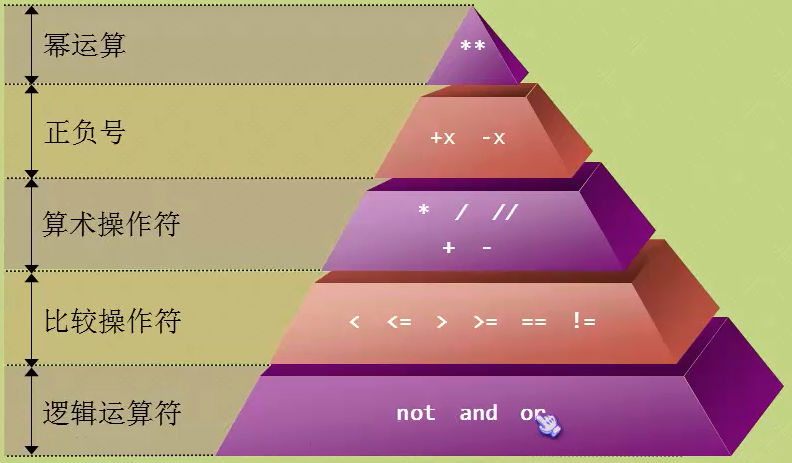 幂运算
**
正负号
+x -x
算术操作符
* / //
+ -
比较操作符
< <= > >= == !=
逻辑运算符
not and or